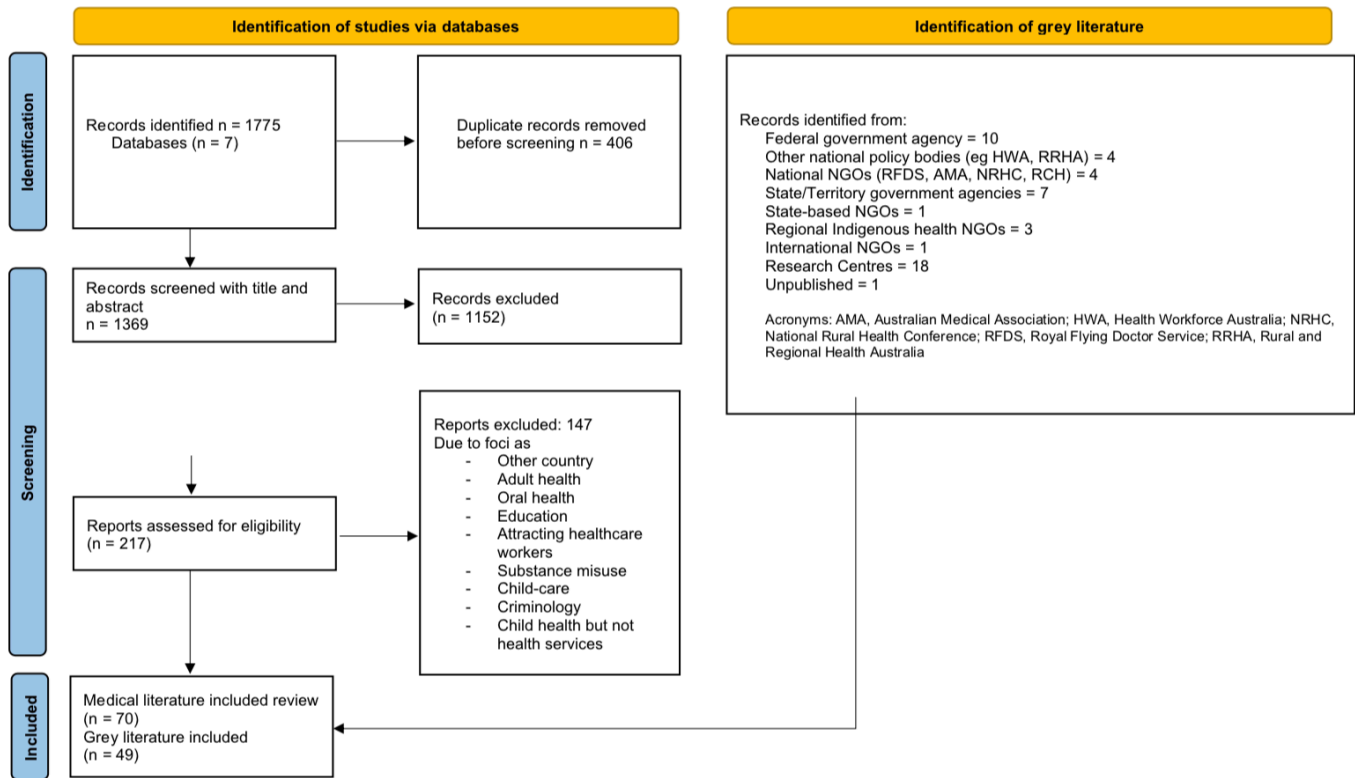 Identification of studies via databases
Identification of grey literature
Identification
Records identified n = 1775
Databases (n = 7)
Duplicate records removed
before screening n = 406
Records identified from:
Federal government agency = 10
Other national policy bodies (eg HWA, RRHA) = 4
National NGOs (RFDS, AMA, NRHC, RCH) = 4
State/Territory government agencies = 7
State-based NGOs = 1
Regional Indigenous health NGOs = 3
International NGOs = 1
Research Centres = 18
Unpublished = 1
Acronyms: AMA, Australian Medical Association; HWA, Health Workforce Australia; NRHC,
National Rural Health Conference; RFDS, Royal Flying Doctor Service; RRHA, Rural and
Regional Health Australia
Screening
Records screened with title and
abstract
n = 1369
Records excluded
(n = 1152)
Reports assessed for eligibility
(n = 217)
Reports excluded: 147
Due to foci as
- Other country
- Adult health
- Oral health
- Education
- Attracting healthcare
workers
- Substance misuse
- Child-care
- Criminology
- Child health but not
health services
Included
Medical literature included review
(n = 70)
Grey literature included
(n = 49)